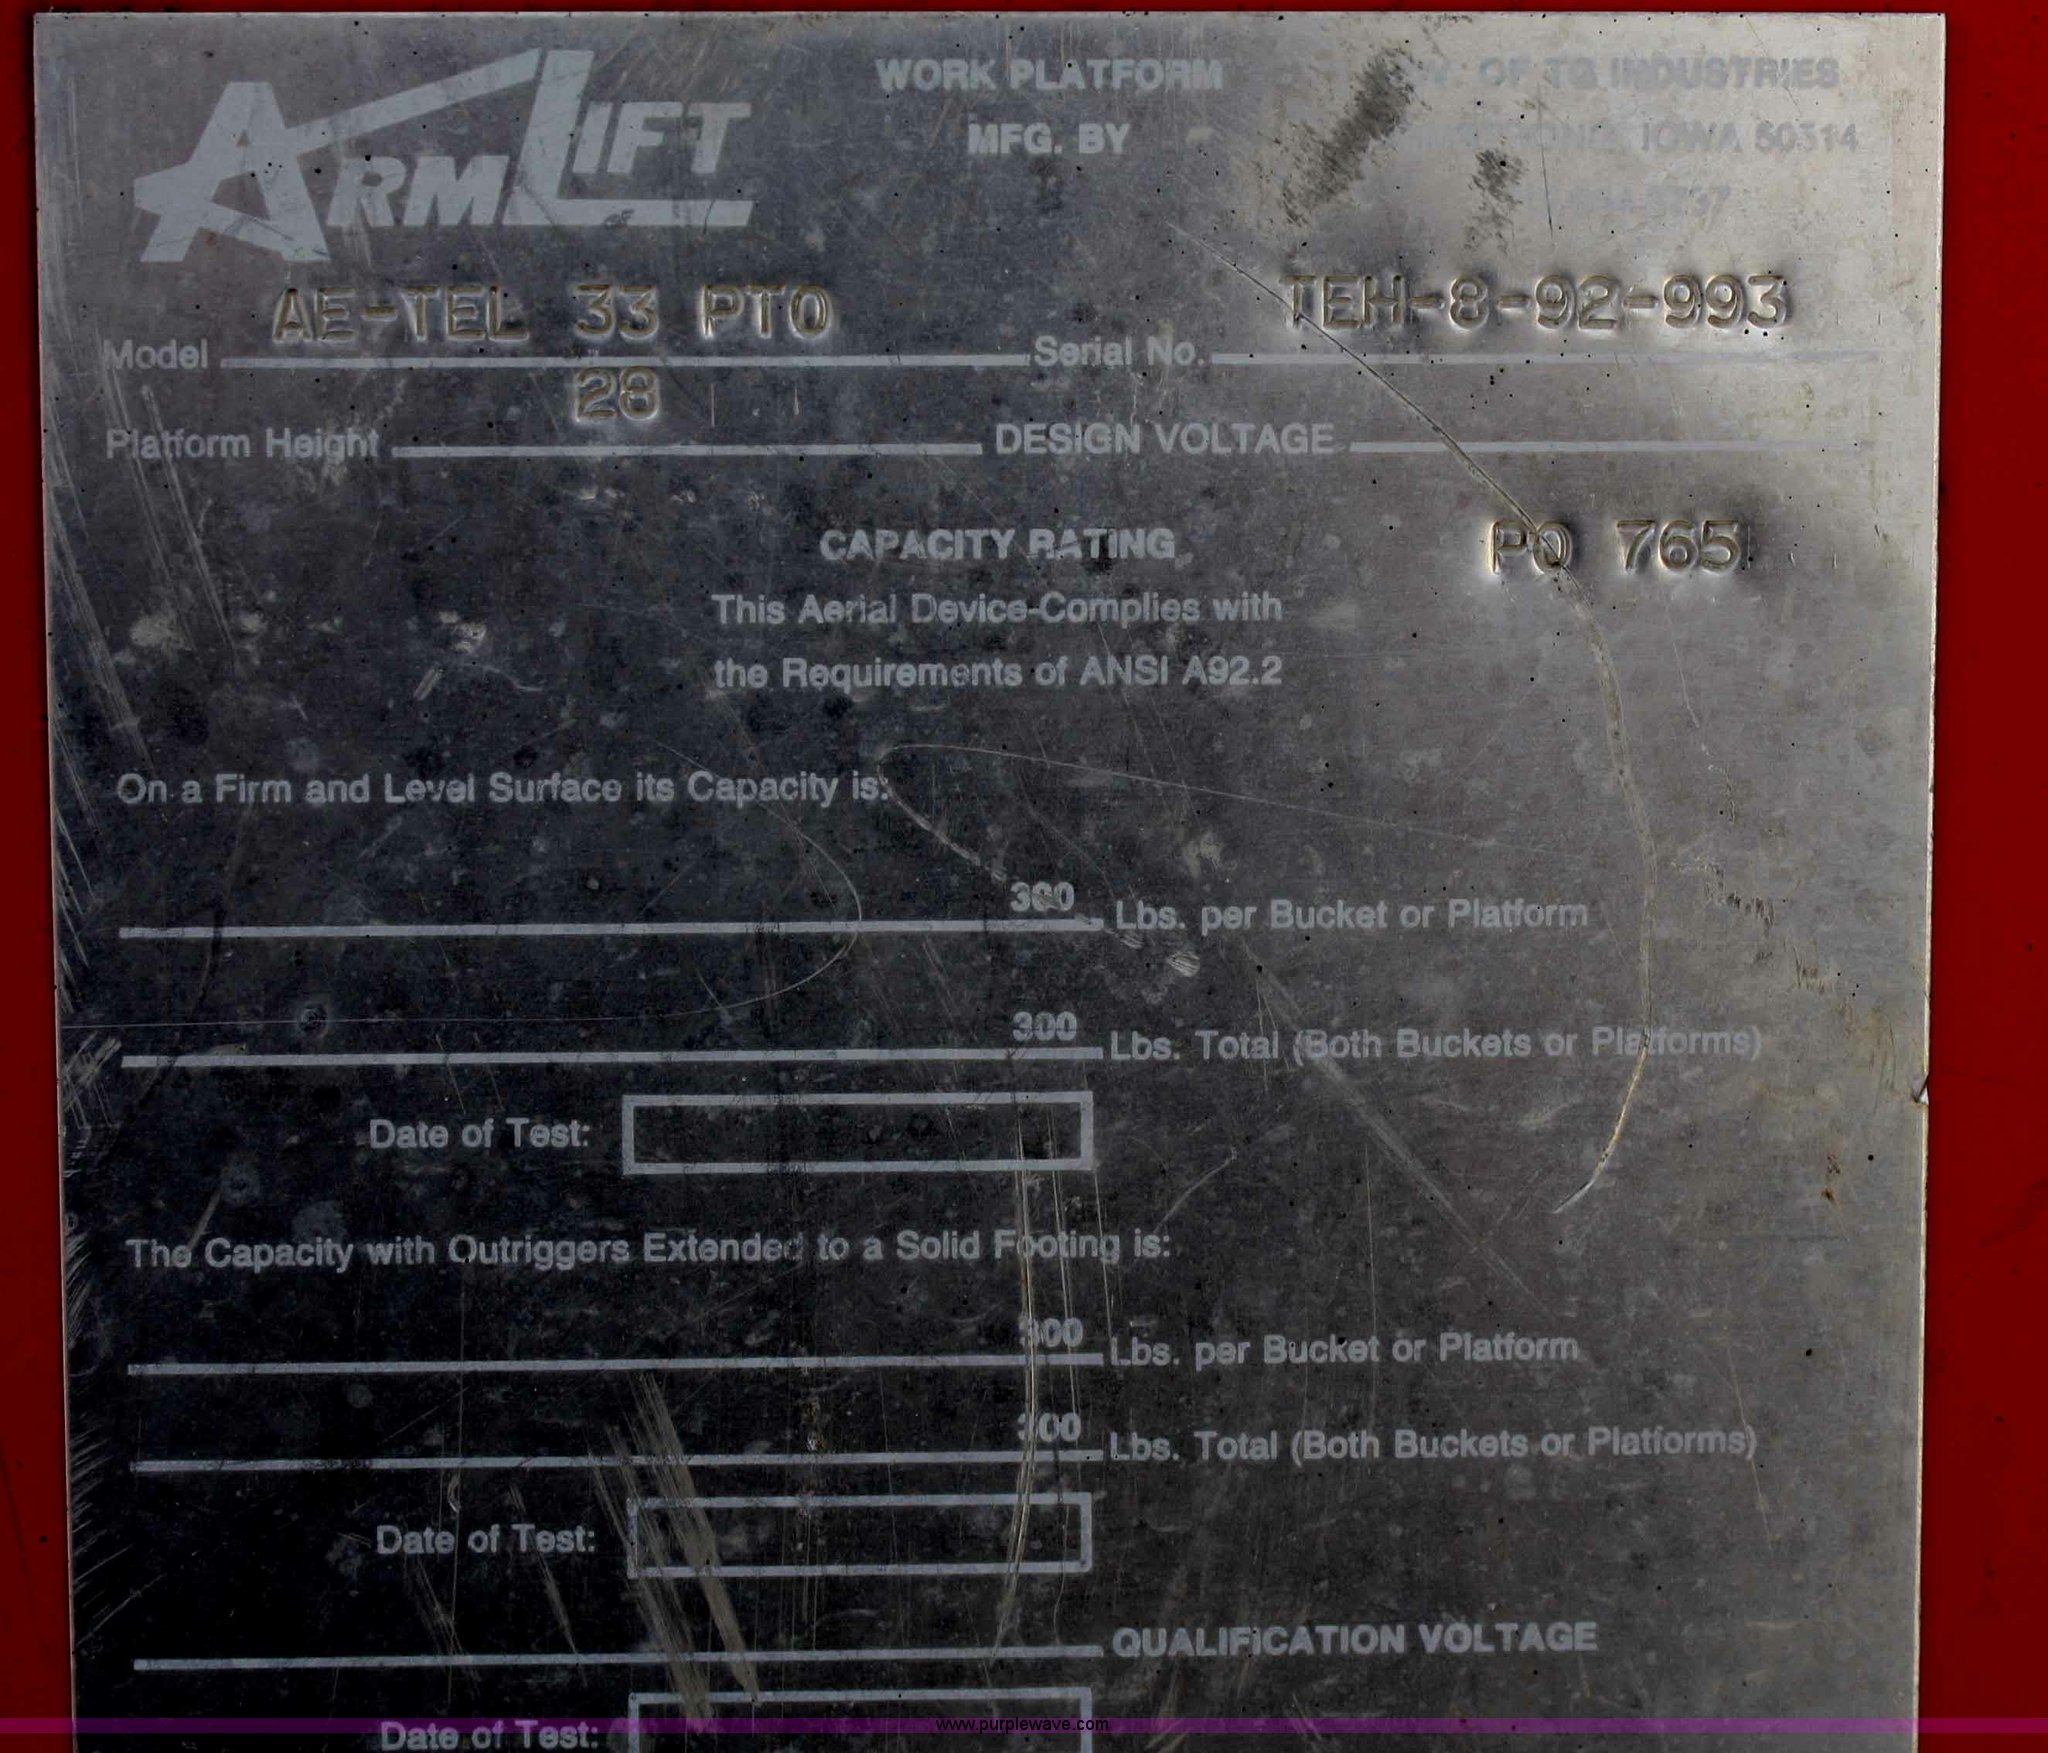 ARMLIFT
WORK PLATFORM
MFG. BY
OF TG INDUSTRIES
IOWA 50314
Model AE-TEL 33 PTO Serial No. TEH-8-92-993
Platform Height 28 DESIGN VOLTAGE
CAPACITY RATING
PO 765
This Aerial Device Complies with
the Requirements of ANSI A92.2
On a Firm and Level Surface its Capacity is:
300 Lbs. per Bucket or Platform
300 Lbs. Total (Both Buckets or Platforms)
Date of Test:
The Capacity with Outriggers Extended to a Solid Footing is:
300 Lbs. per Bucket or Platform
300 Lbs. Total (Both Buckets or Platforms)
Date of Test:
QUALIFICATION VOLTAGE
Date of Test:
www.purplewave.com